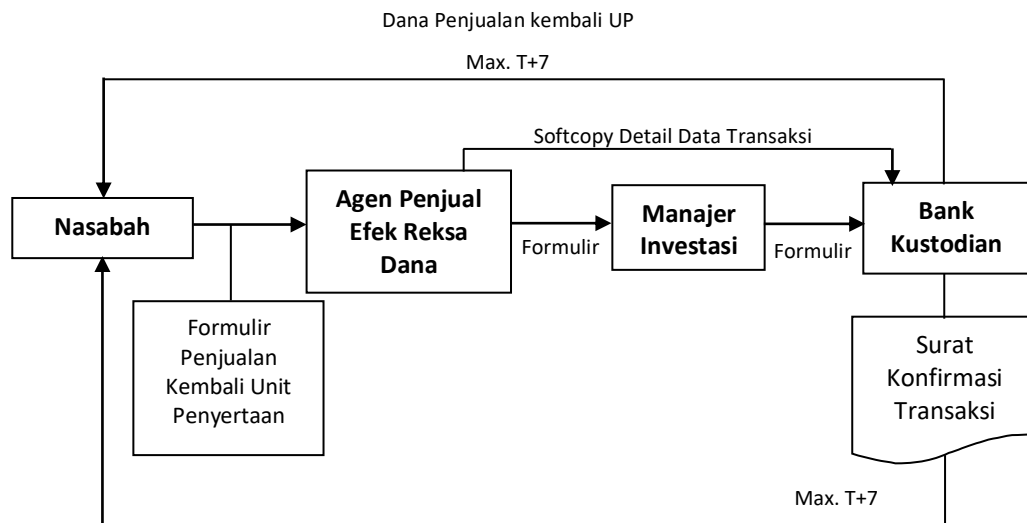 Dana Penjualan kembali UP
Max. T+7
Softcopy Detail Data Transaksi
Nasabah
Agen Penjual
Efek Reksa
Dana
Formulir
Manajer
Investasi
Formulir
Bank
Kustodian
Formulir
Penjualan
Kembali Unit
Penyertaan
Surat
Konfirmasi
Transaksi
Max. T+7